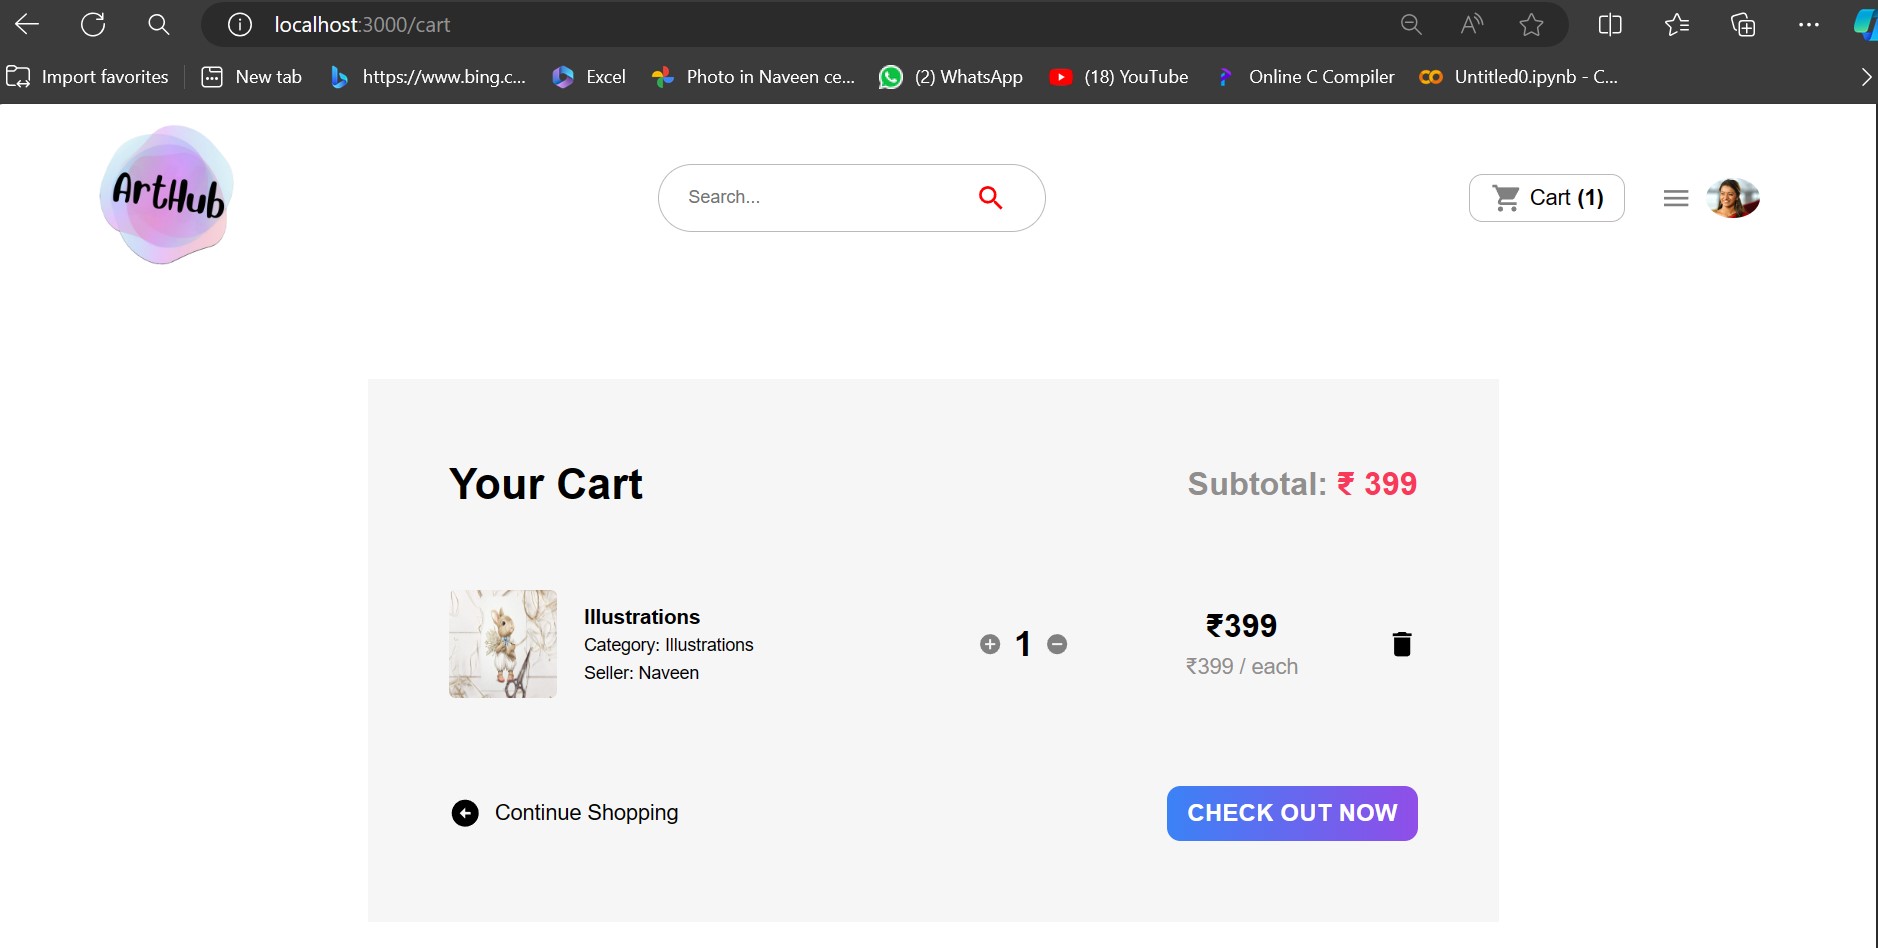 localhost:3000/cart
Import favorites New tab https://www.bing.c... Excel Photo in Naveen ce... (2) WhatsApp (18) YouTube Online C Compiler Untitled0.ipynb - C...
ArtHub
Search...
Cart (1)
Your Cart
Subtotal: ₹ 399
Illustrations
Category: Illustrations
Seller: Naveen
1
₹399
₹399 / each
Continue Shopping
CHECK OUT NOW